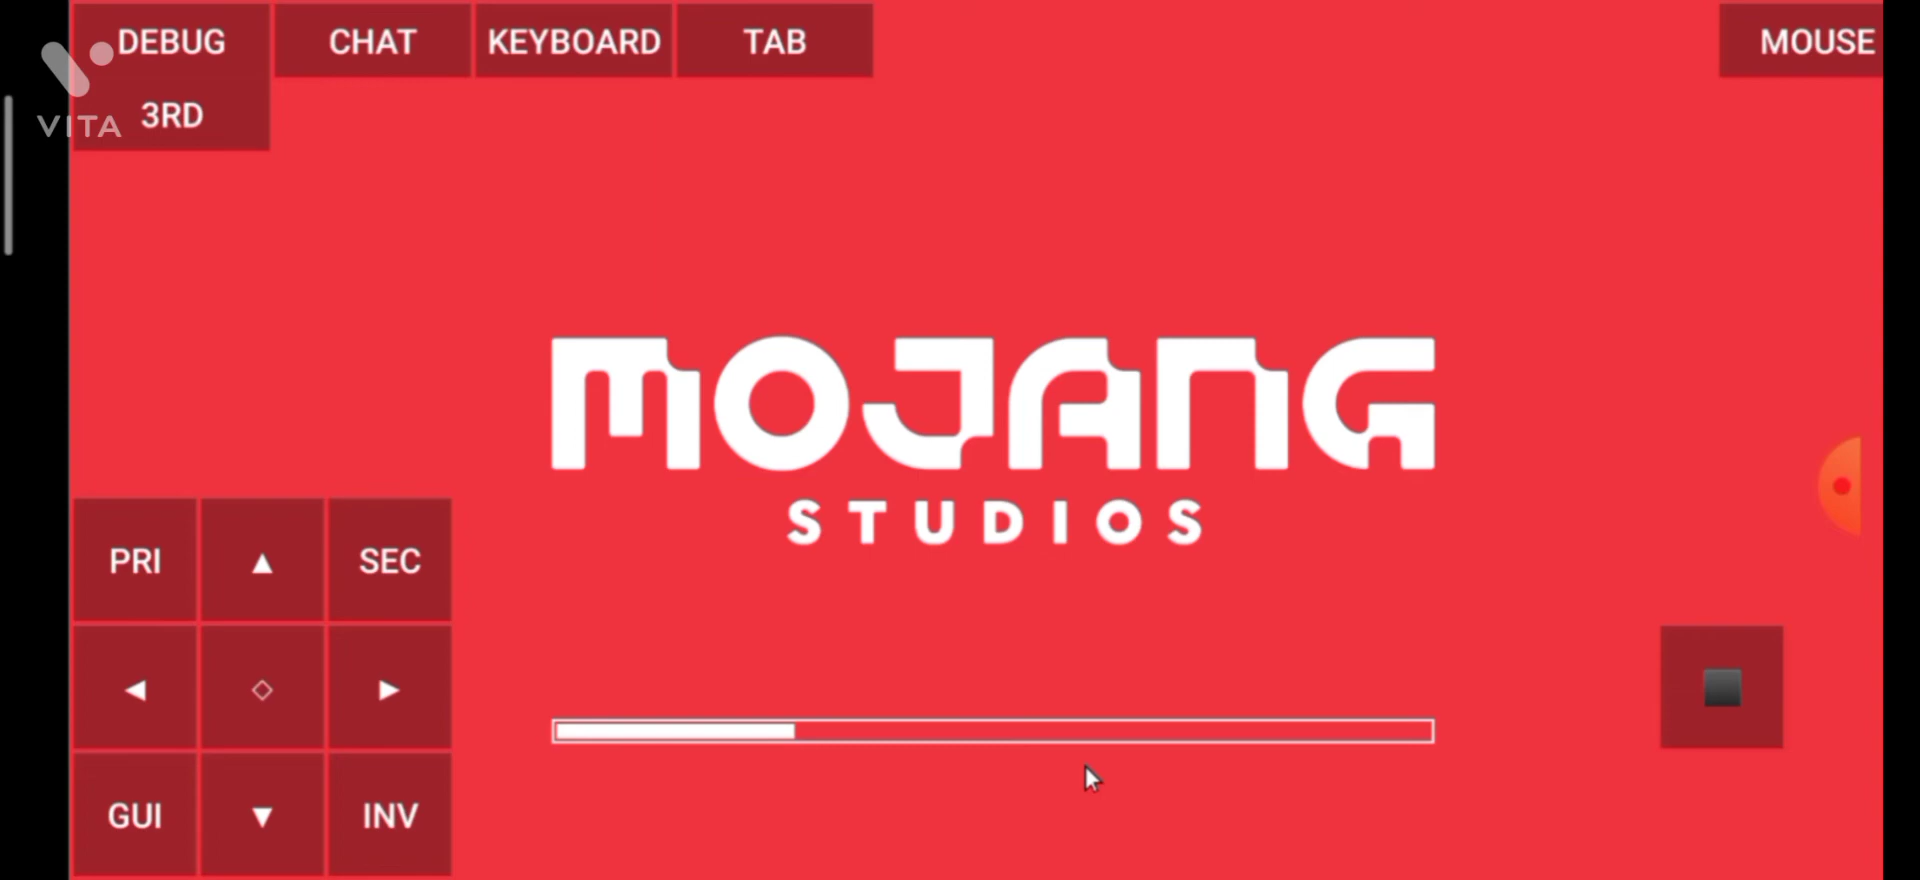 DEBUG CHAT KEYBOARD TAB MOUSE
VITA 3RD
MOJANG
STUDIOS
PRI ▲ SEC
◀ ◇ ▶
GUI ▼ INV